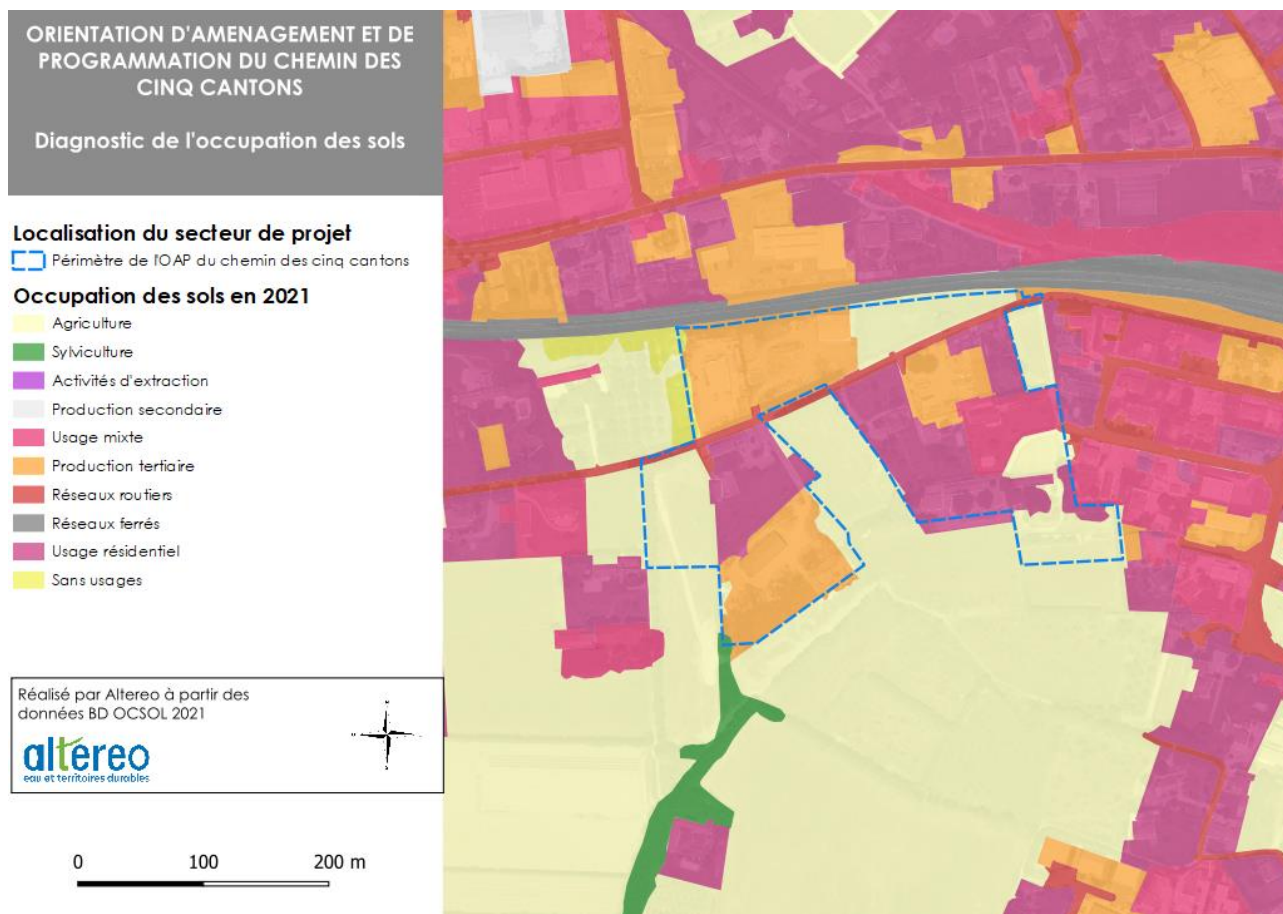 ORIENTATION D'AMENAGEMENT ET DE
PROGRAMMATION DU CHEMIN DES
CINQ CANTONS
Diagnostic de l'occupation des sols
Localisation du secteur de projet
Périmètre de l'OAP du chemin des cinq cantons
Occupation des sols en 2021
Agriculture
Sylviculture
Activités d'extraction
Production secondaire
Usage mixte
Production tertiaire
Réseaux routiers
Réseaux ferrés
Usage résidentiel
Sans usages
Réalisé par Altereo à partir des
données BD OCSOL 2021
altereo
eau et territoires durables
0 100 200 m